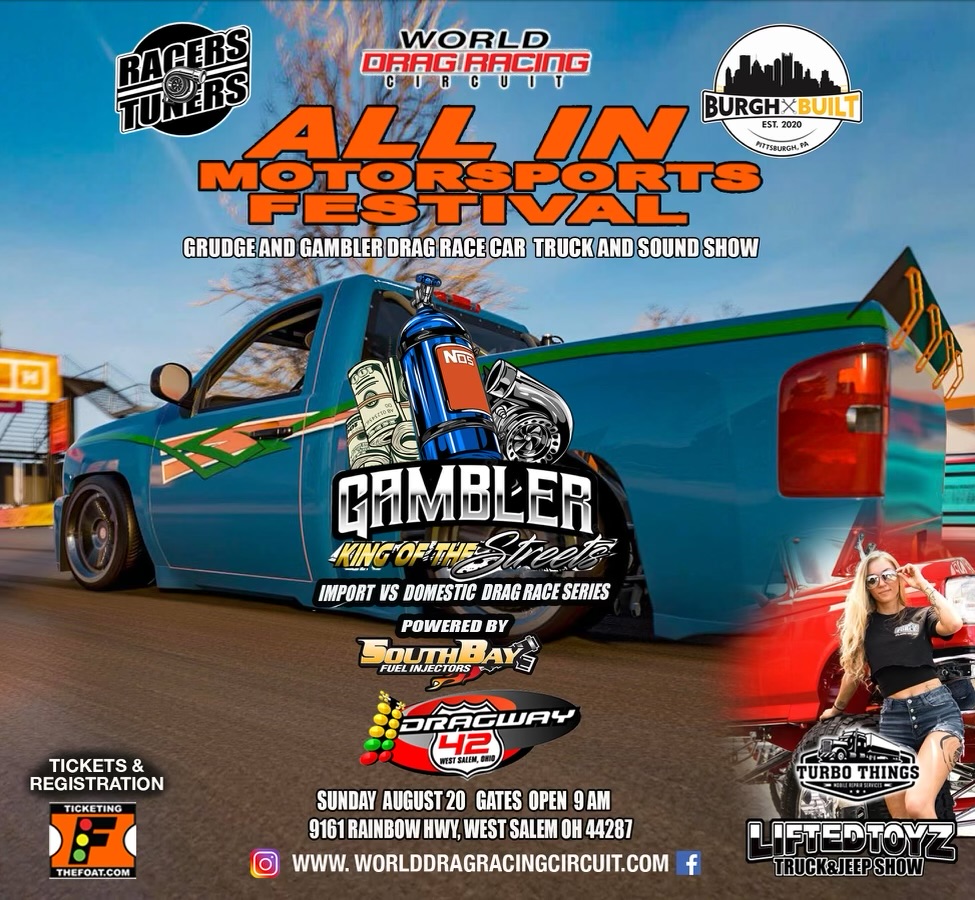 RACERS
TUNERS
WORLD
DRAG RACING
CIRCUIT
BURGH BUILT
EST. 2020
PITTSBURGH, PA
ALL IN
MOTORSPORTS
FESTIVAL
GRUDGE AND GAMBLER DRAG RACE CAR TRUCK AND SOUND SHOW
NOS
GAMBLER
KING OF THE Streets
IMPORT VS DOMESTIC DRAG RACE SERIES
POWERED BY
SOUTHBAY
FUEL INJECTORS
DRAGWAY
42
WEST SALEM, OHIO
TICKETS &
REGISTRATION
TICKETING
F
THEFOAT.COM
SUNDAY AUGUST 20 GATES OPEN 9 AM
9161 RAINBOW HWY, WEST SALEM OH 44287
WWW. WORLDDRAGRACINGCIRCUIT.COM
TURBO THINGS
MOBILE REPAIR SERVICES
LIFTEDTOYZ
TRUCK&JEEP SHOW